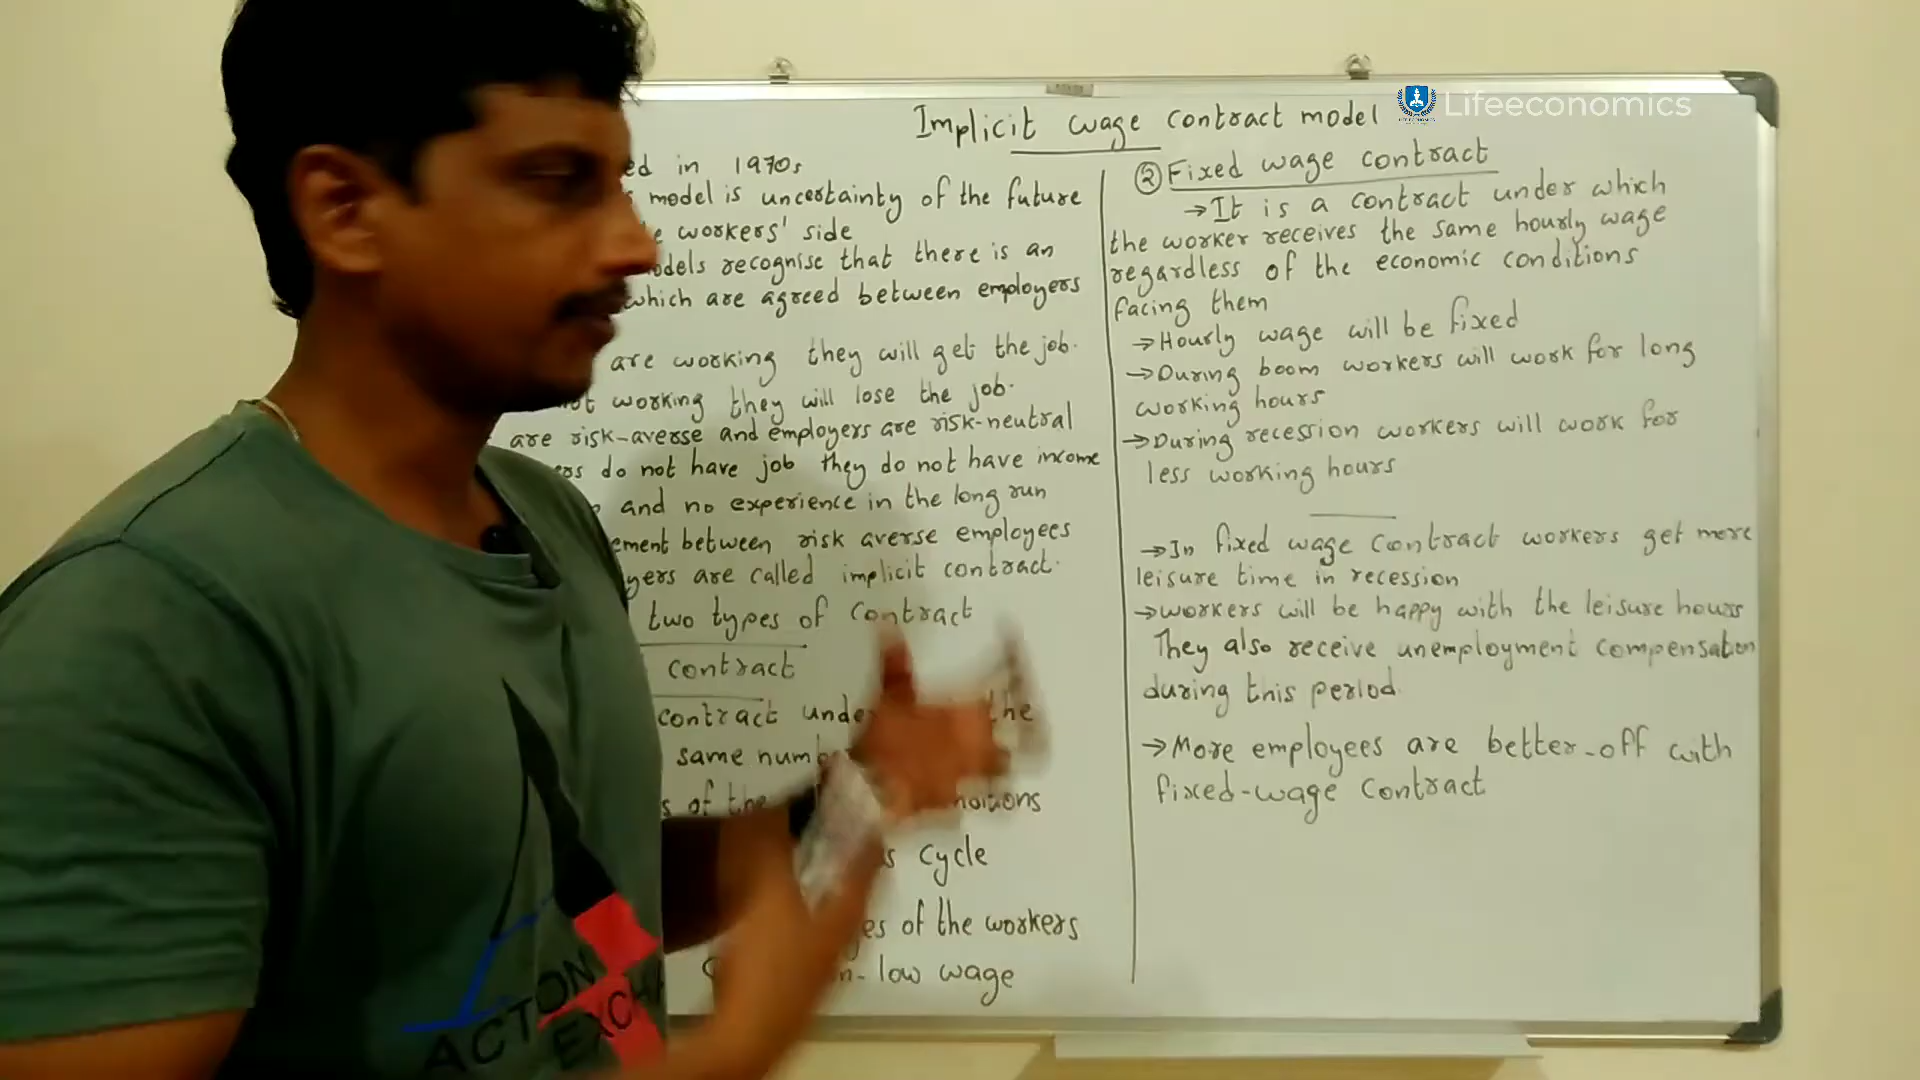 Lifeeconomics
Implicit wage contract model
ed in 1970s
model is uncertainty of the future
workers' side
odels recognise that there is an
which are agreed between employers
are working they will get the job.
not working they will lose the job.
are risk-averse and employers are risk-neutral
ers do not have job they do not have income
and no experience in the long run
ement between risk averse employees
yers are called implicit contract.
two types of contract
contract
contract under the
same numb
s of the nditions
s cycle
ges of the workers
n-low wage
② Fixed wage contract
→It is a contract under which
the worker receives the same hourly wage
regardless of the economic conditions
facing them
→Hourly wage will be fixed
→During boom workers will work for long
working hours
→During recession workers will work for
less working hours
→In fixed wage contract workers get more
leisure time in recession
→workers will be happy with the leisure hours
They also receive unemployment compensation
during this period.
→More employees are better-off with
fixed-wage contract
ACTON
EXCH